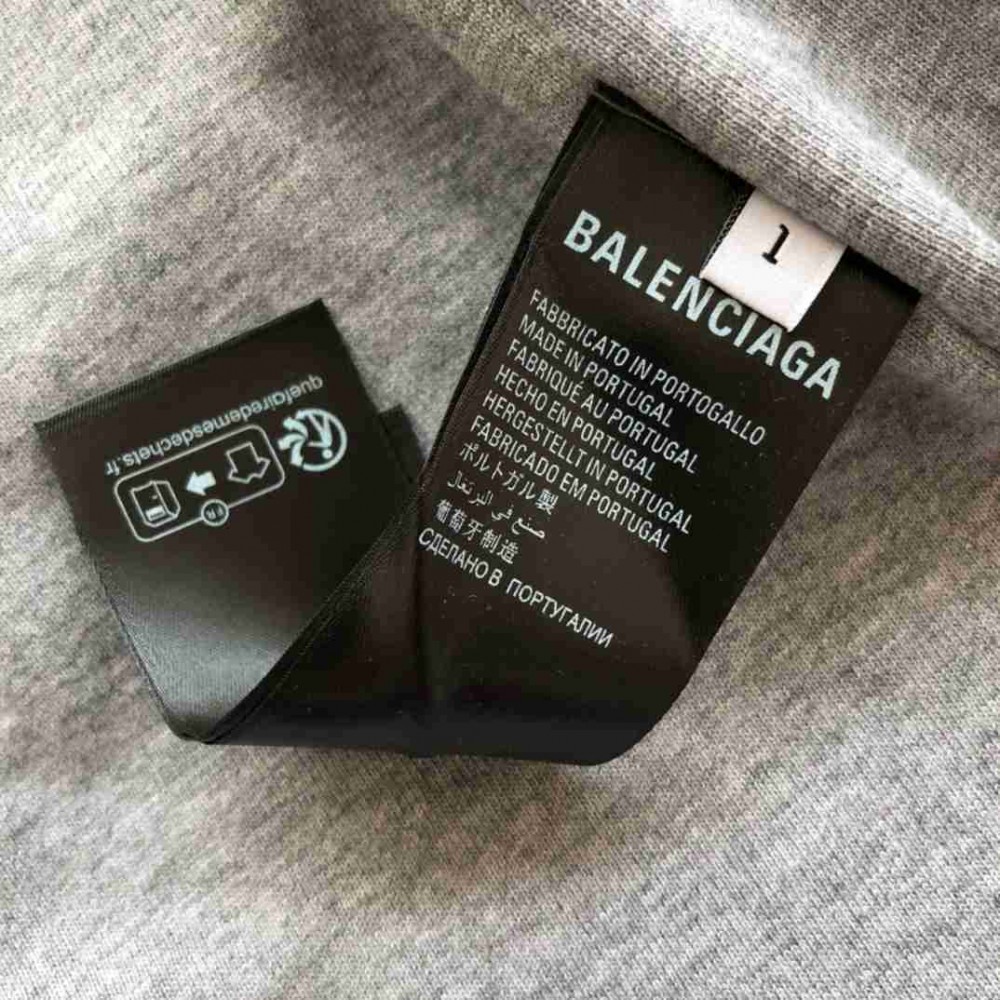 1
BALENCIAGA
FABBRICATO IN PORTOGALLO
MADE IN PORTUGAL
FABRIQUÉ AU PORTUGAL
HECHO EN PORTUGAL
HERGESTELLT IN PORTUGAL
FABRICADO EM PORTUGAL
ポルトガル製
صنع في البرتغال
葡萄牙制造
СДЕЛАНО В ПОРТУГАЛИИ
quefairedemesdechets.fr
FR